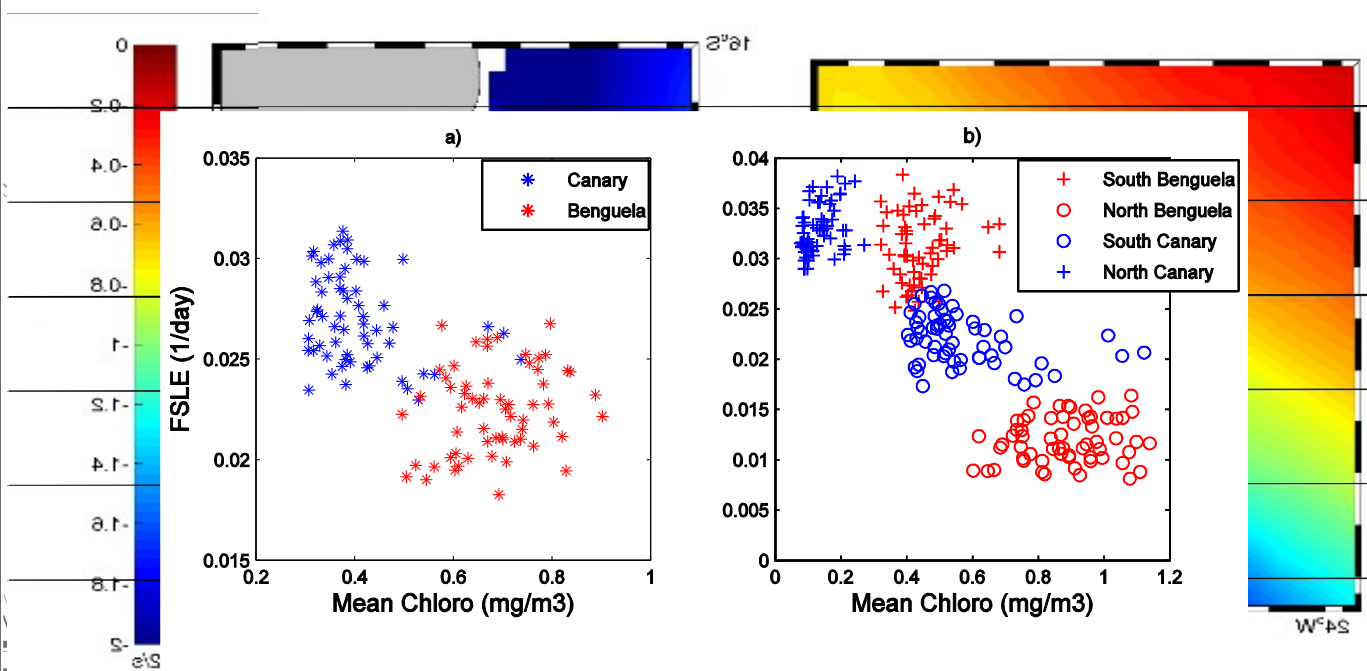 0
-0.2
-0.4
-0.6
-0.8
-1
-1.2
-1.4
-1.6
-1.8
-2
16°S
24°W
a)
0.035
0.03
0.025
0.02
0.015
FSLE (1/day)
Canary
Benguela
0.2 0.4 0.6 0.8 1
Mean Chloro (mg/m3)
b)
0.04
0.035
0.03
0.025
0.02
0.015
0.01
0.005
0
South Benguela
North Benguela
South Canary
North Canary
0 0.2 0.4 0.6 0.8 1 1.2
Mean Chloro (mg/m3)